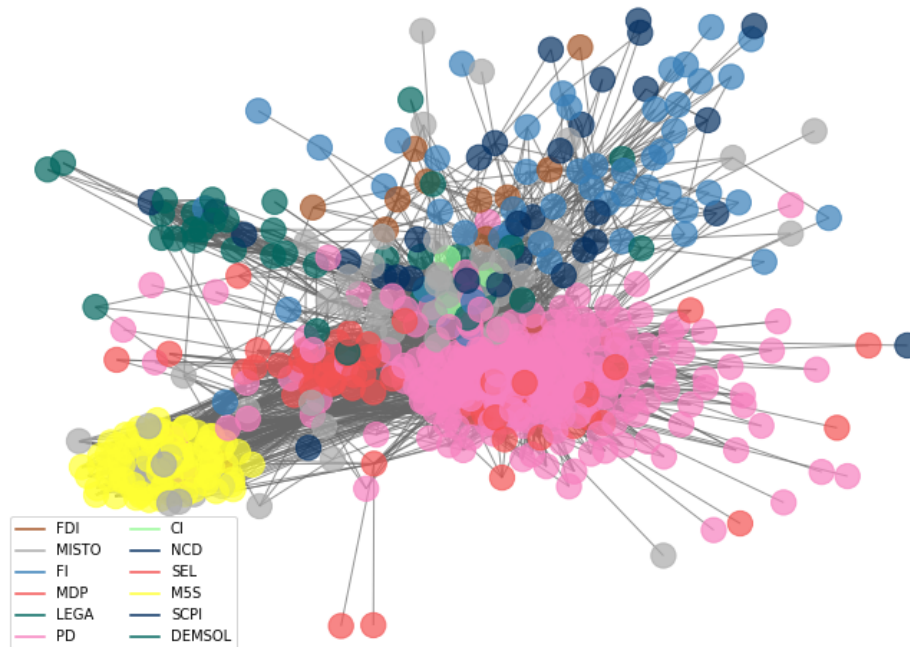 FDI CI
MISTO NCD
FI SEL
MDP M5S
LEGA SCPI
PD DEMSOL